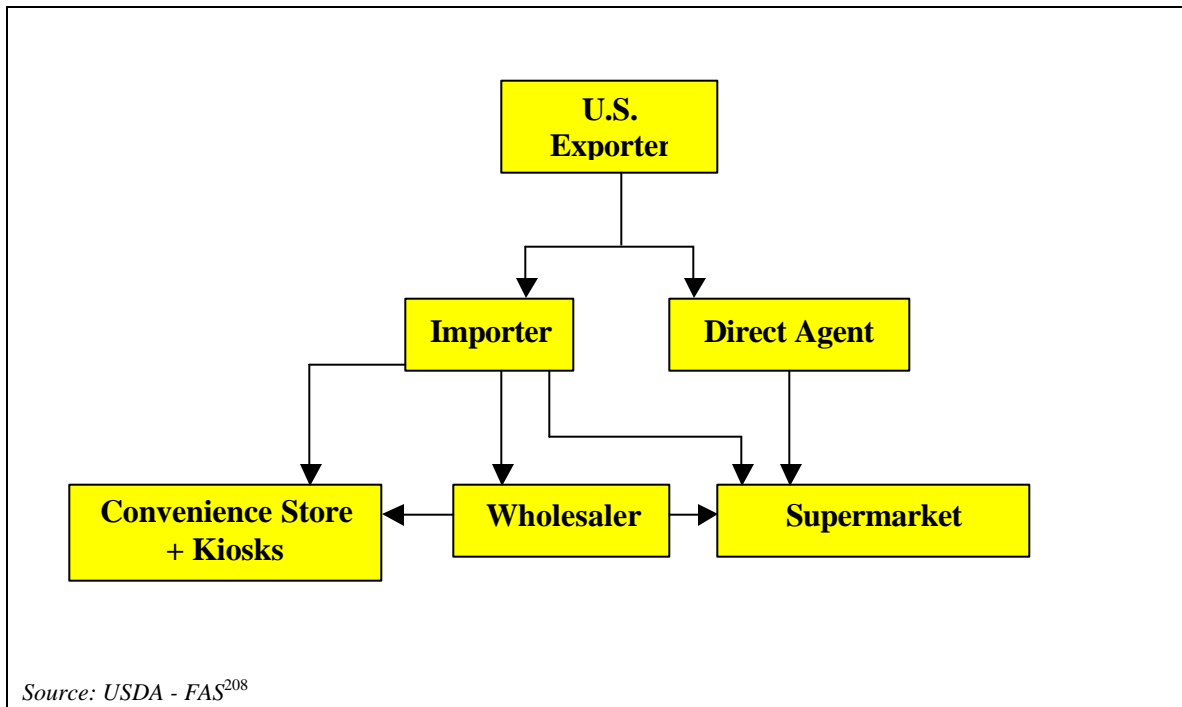 U.S.
Exporter
Importer
Direct Agent
Convenience Store
+ Kiosks
Wholesaler
Supermarket
Source: USDA - FAS208